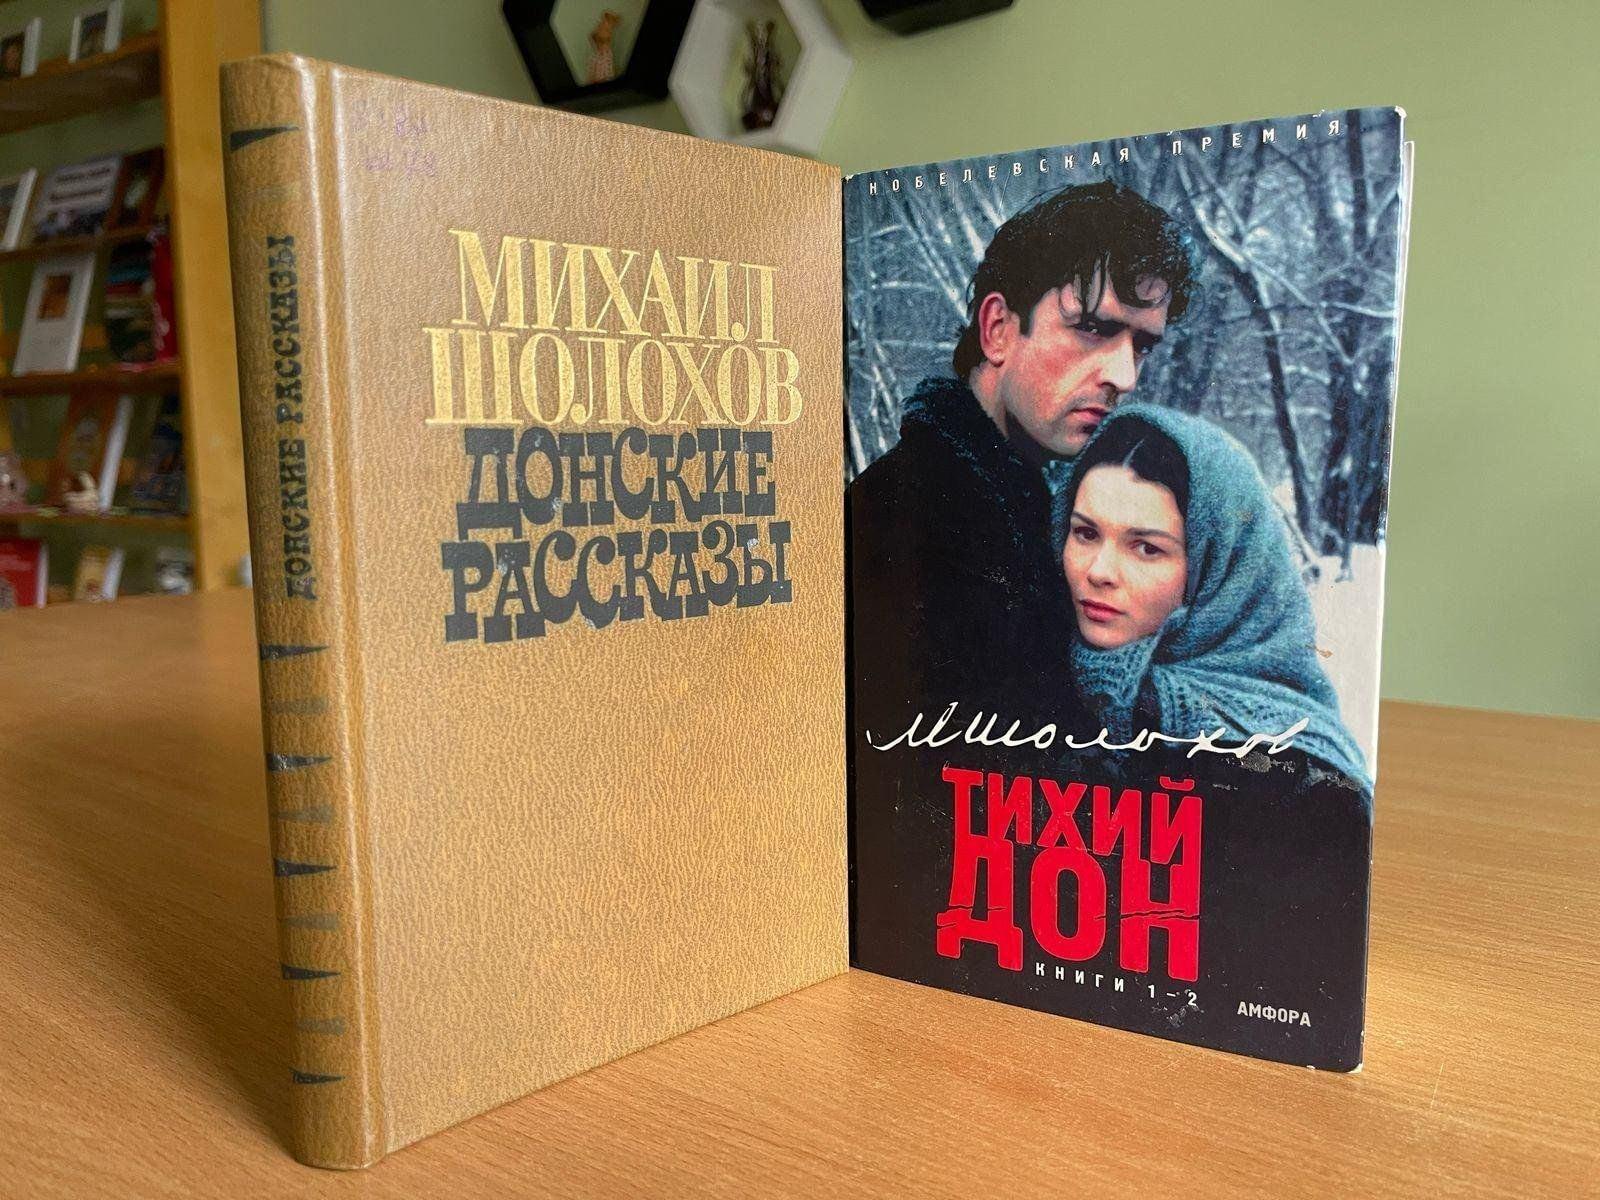 ДОНСКИЕ РАССКАЗЫ
МИХАИЛ
ШОЛОХОВ
ДОНСКИЕ
РАССКАЗЫ
НОБЕЛЕВСКАЯ ПРЕМИЯ
М Шолохов
ТИХИЙ
ДОН
КНИГИ 1-2
АМФОРА